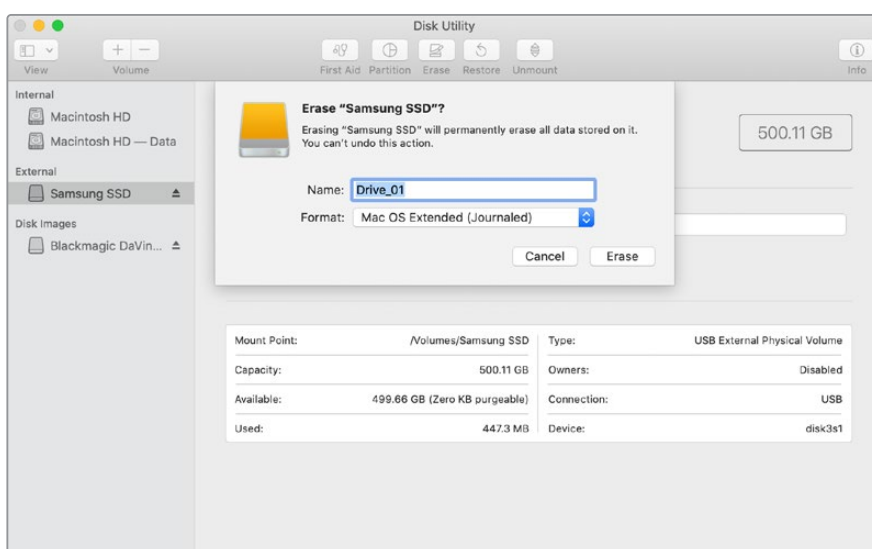 Disk Utility
View
Volume
First Aid
Partition
Erase
Restore
Unmount
Info
Internal
Macintosh HD
Macintosh HD — Data
External
Samsung SSD
Disk Images
Blackmagic DaVin...
Erase “Samsung SSD”?
Erasing “Samsung SSD” will permanently erase all data stored on it.
You can’t undo this action.
Name: Drive_01
Format: Mac OS Extended (Journaled)
Cancel
Erase
500.11 GB
Mount Point: /Volumes/Samsung SSD
Capacity: 500.11 GB
Available: 499.66 GB (Zero KB purgeable)
Used: 447.3 MB
Type: USB External Physical Volume
Owners: Disabled
Connection: USB
Device: disk3s1